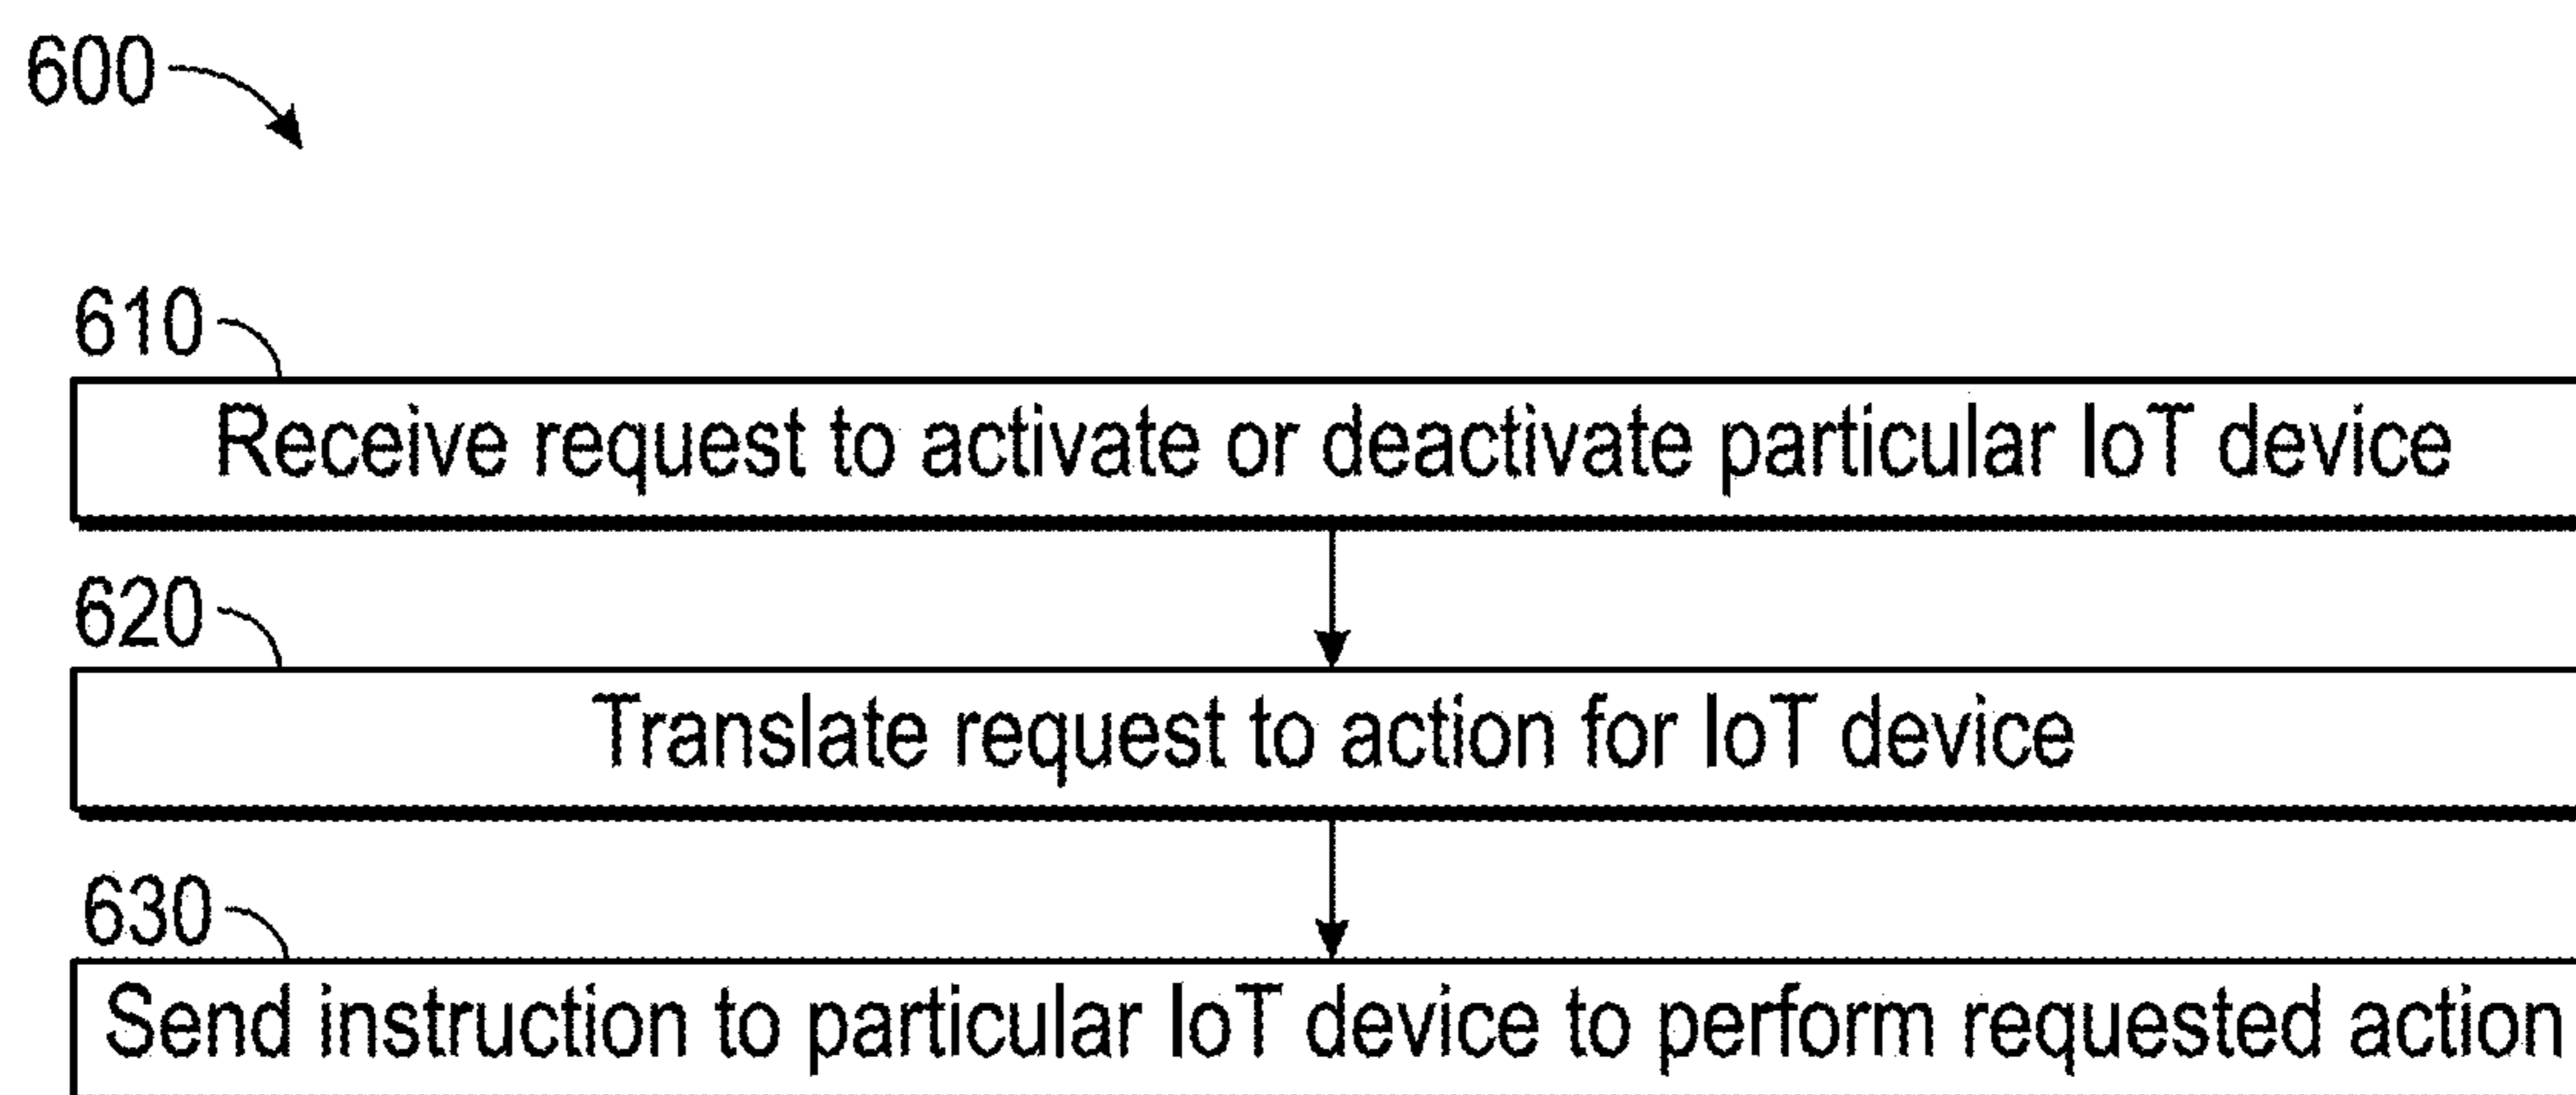 600
610
Receive request to activate or deactivate particular IoT device
620
Translate request to action for IoT device
630
Send instruction to particular IoT device to perform requested action